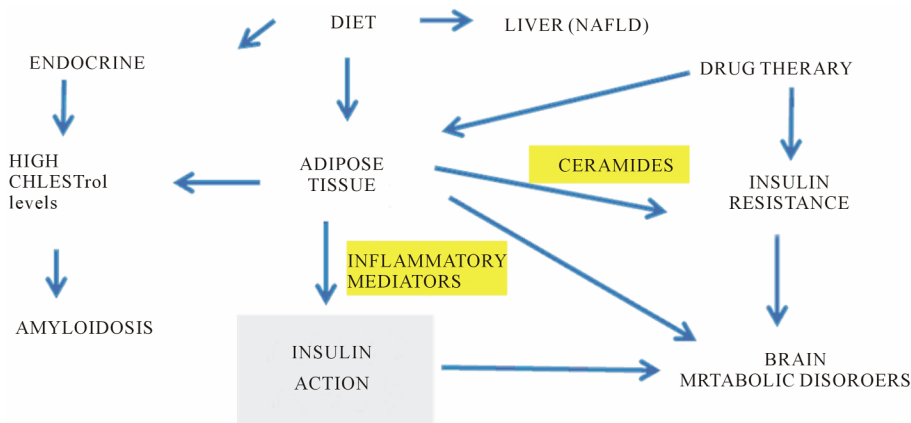 DIET
LIVER (NAFLD)
ENDOCRINE
DRUG THERARY
HIGH
CHLESTrol
levels
ADIPOSE
TISSUE
CERAMIDES
INSULIN
RESISTANCE
INFLAMMATORY
MEDIATORS
AMYLOIDOSIS
INSULIN
ACTION
BRAIN
MRTABOLIC DISOROERS